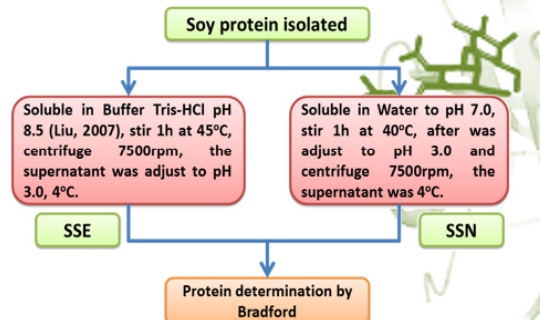 Soy protein isolated
Soluble in Buffer Tris-HCl pH
8.5 (Liu, 2007), stir 1h at 45ºC,
centrifuge 7500rpm, the
supernatant was adjust to pH
3.0, 4ºC.
Soluble in Water to pH 7.0,
stir 1h at 40ºC, after was
adjust to pH 3.0 and
centrifuge 7500rpm, the
supernatant was 4ºC.
SSE
SSN
Protein determination by
Bradford